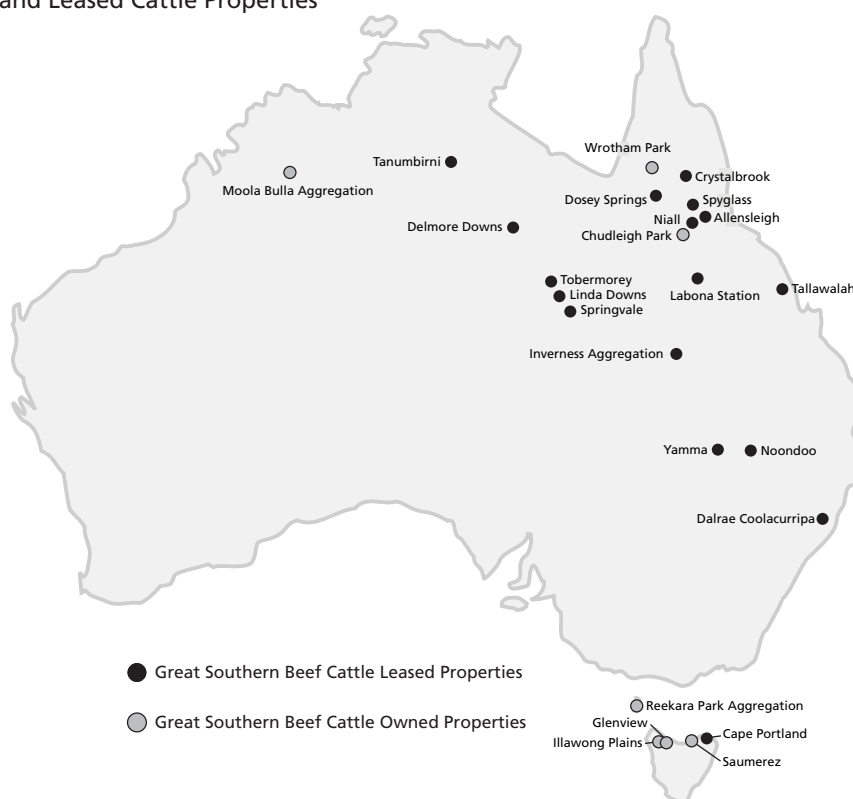 and Leased Cattle Properties
Wrotham Park
Tanumbirni
Crystalbrook
Moola Bulla Aggregation
Dosey Springs
Spyglass
Niall
Allensleigh
Delmore Downs
Chudleigh Park
Tobermorey
Linda Downs
Labona Station
Tallawalah
Springvale
Inverness Aggregation
Yamma
Noondoo
Dalrae Coolacurripa
Great Southern Beef Cattle Leased Properties
Reekara Park Aggregation
Great Southern Beef Cattle Owned Properties
Glenview
Cape Portland
Illawong Plains
Saumerez